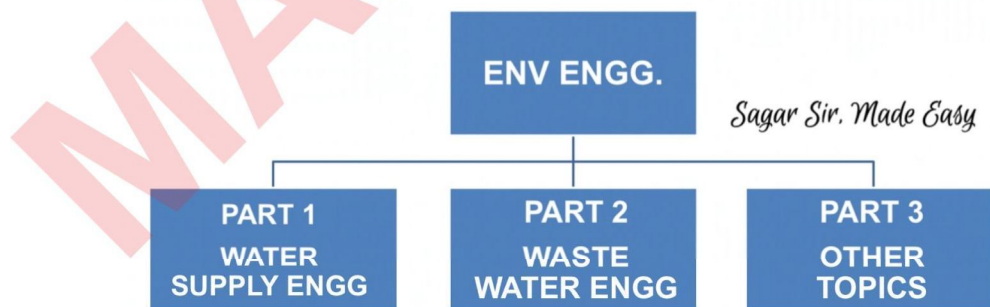 ENV ENGG.
Sagar Sir, Made Easy
PART 1
WATER
SUPPLY ENGG
PART 2
WASTE
WATER ENGG
PART 3
OTHER
TOPICS
MA